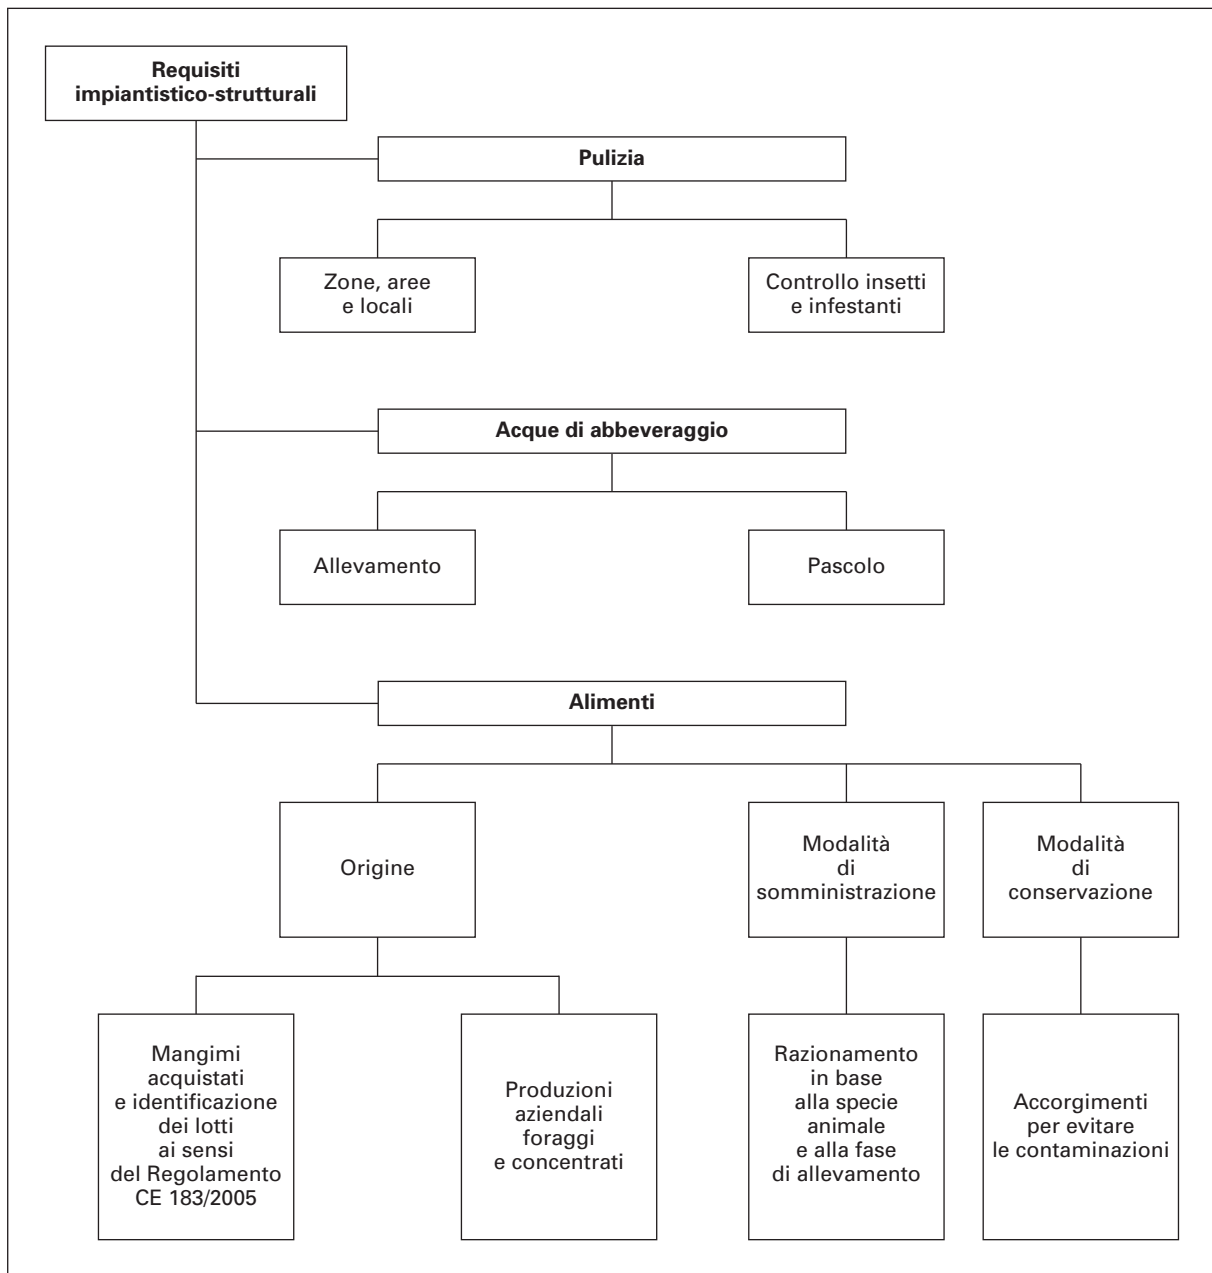 Requisiti
impiantistico-strutturali
Pulizia
Zone, aree
e locali
Controllo insetti
e infestanti
Acque di abbeveraggio
Allevamento
Pascolo
Alimenti
Origine
Modalità
di
somministrazione
Modalità
di
conservazione
Mangimi
acquistati
e identificazione
dei lotti
ai sensi
del Regolamento
CE 183/2005
Produzioni
aziendali
foraggi
e concentrati
Razionamento
in base
alla specie
animale
e alla fase
di allevamento
Accorgimenti
per evitare
le contaminazioni